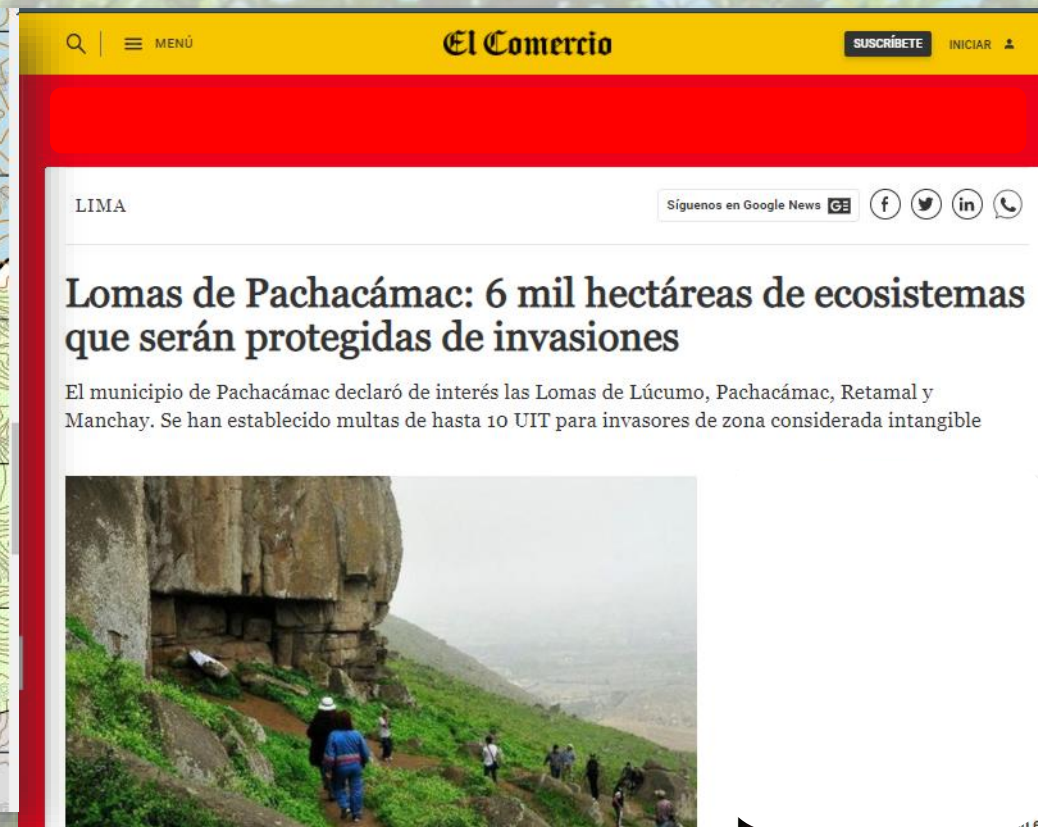 MENÚ
El Comercio
SUSCRÍBETE
INICIAR
LIMA
Síguenos en Google News
Lomas de Pachacámac: 6 mil hectáreas de ecosistemas
que serán protegidas de invasiones
El municipio de Pachacámac declaró de interés las Lomas de Lúcumo, Pachacámac, Retamal y
Manchay. Se han establecido multas de hasta 10 UIT para invasores de zona considerada intangible